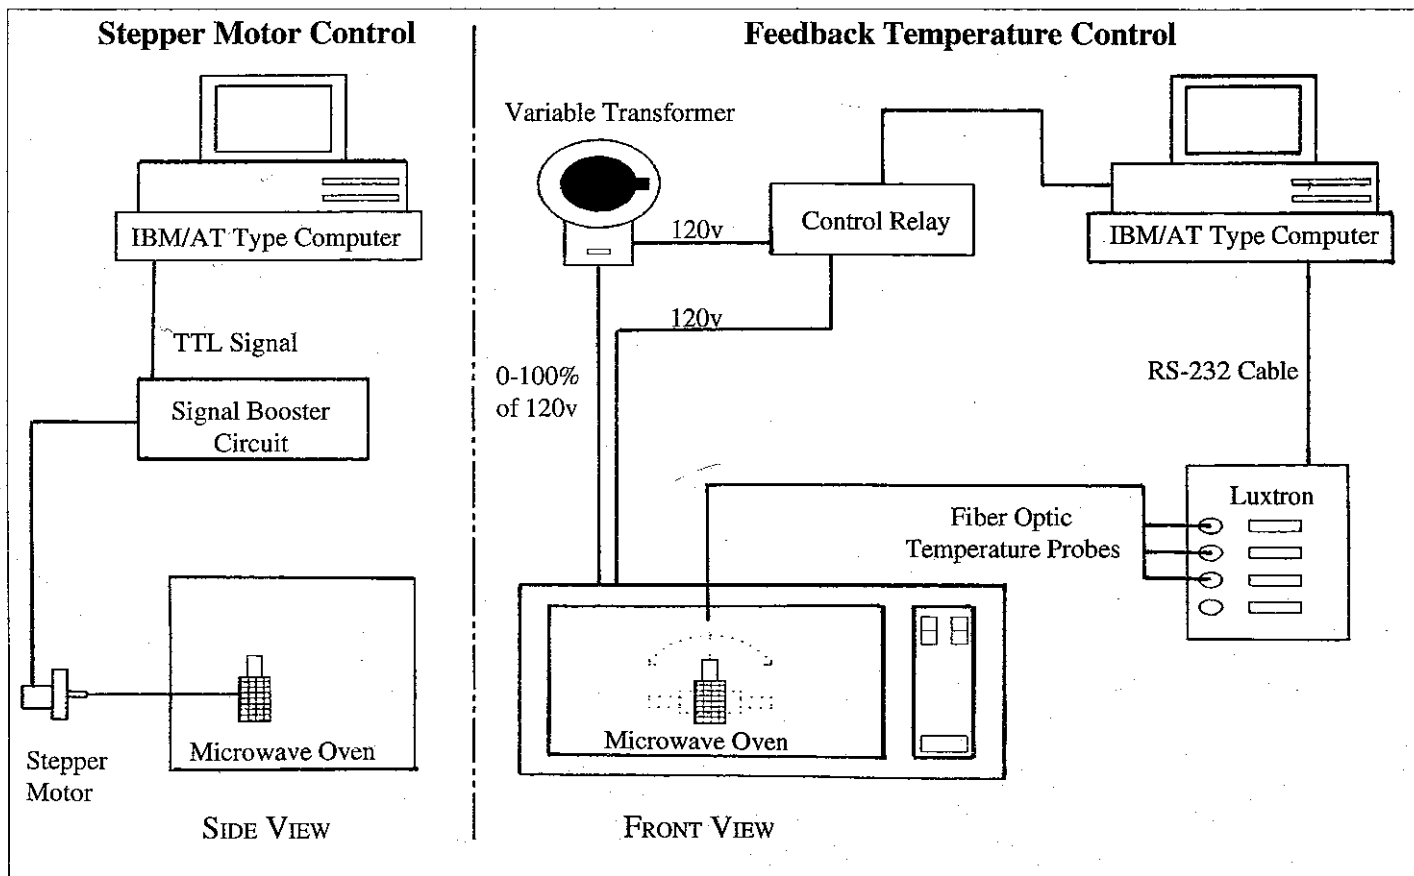 Stepper Motor Control
IBM/AT Type Computer
TTL Signal
Signal Booster
Circuit
Microwave Oven
Stepper
Motor
SIDE VIEW
Feedback Temperature Control
Variable Transformer
120v
Control Relay
IBM/AT Type Computer
120v
0-100%
of 120v
RS-232 Cable
Luxtron
Fiber Optic
Temperature Probes
Microwave Oven
FRONT VIEW